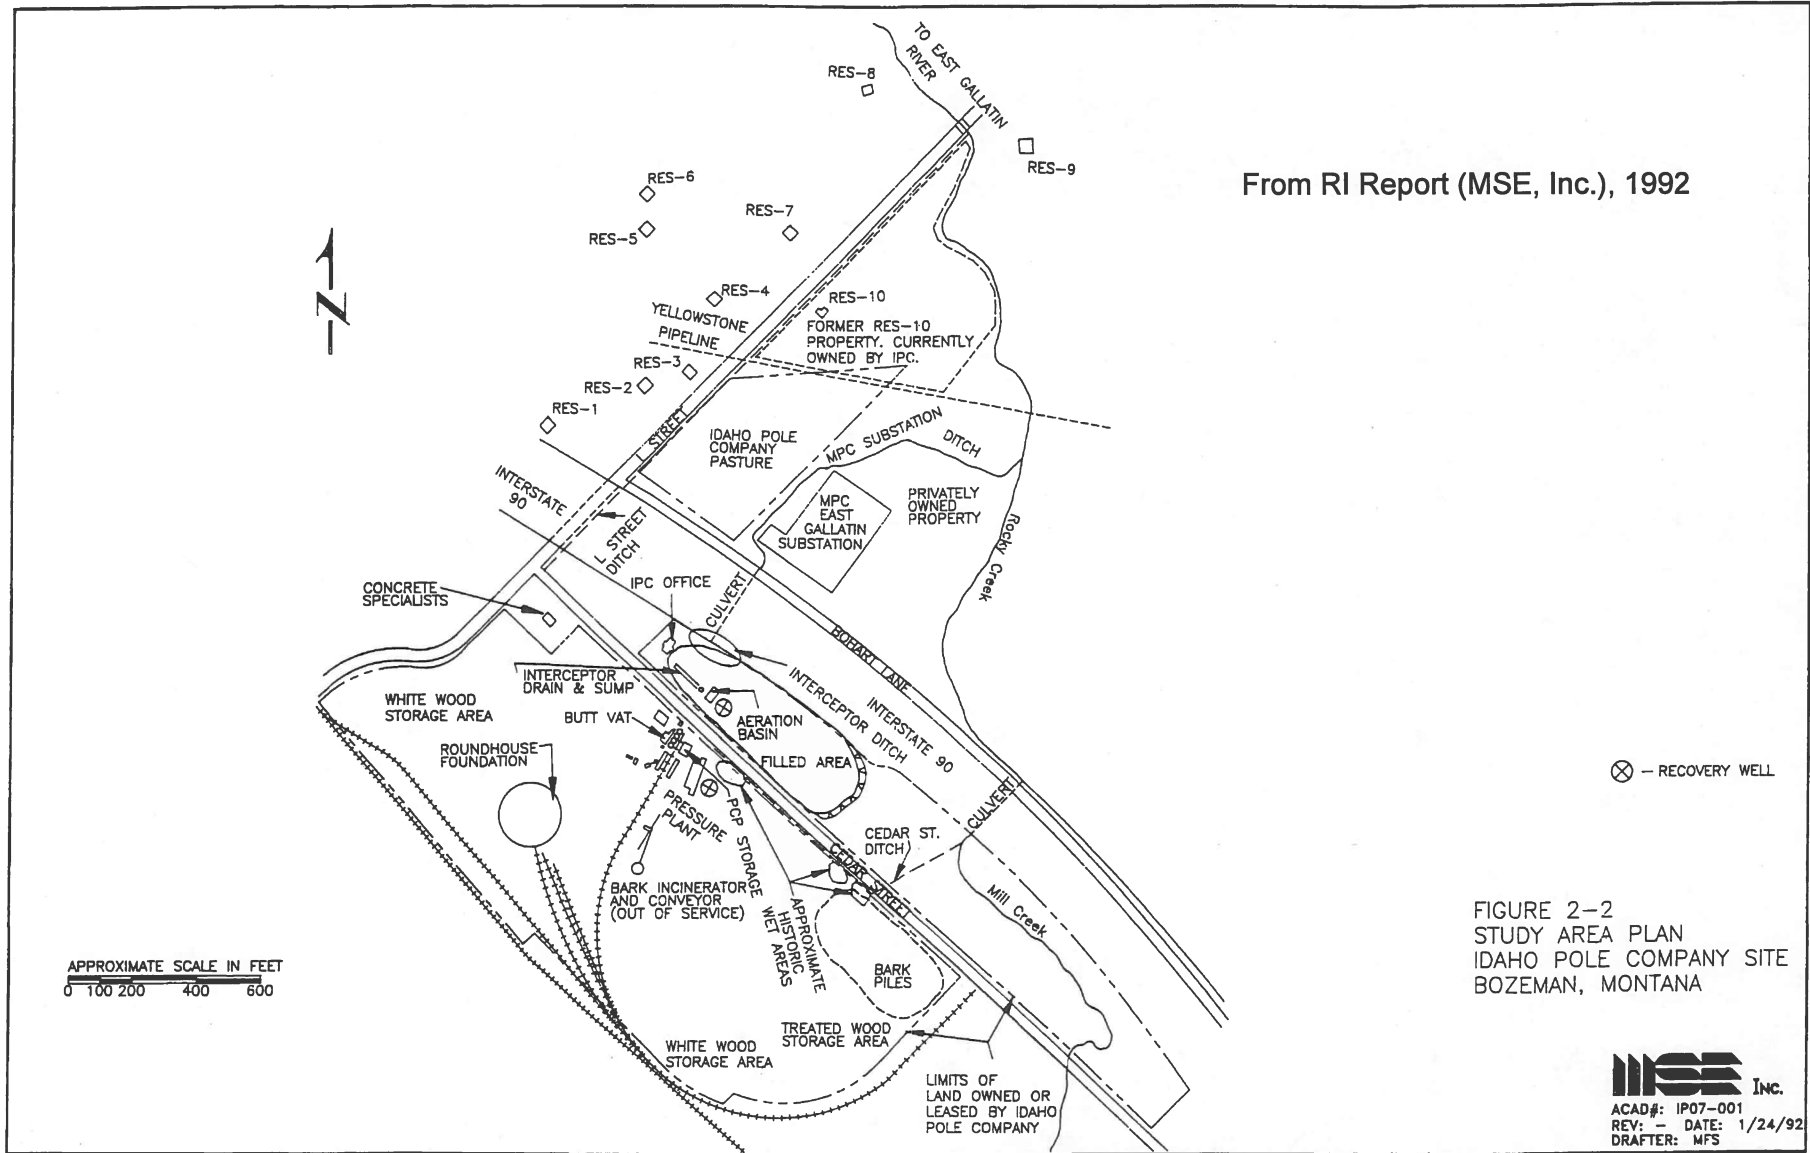 TO EAST GALLATIN
RIVER
RES-8
RES-9
From RI Report (MSE, Inc.), 1992
RES-6
RES-7
RES-5
N
RES-4
RES-10
YELLOWSTONE
PIPELINE
FORMER RES-10
PROPERTY. CURRENTLY
OWNED BY IPC.
RES-3
RES-2
RES-1
STREET
IDAHO POLE
COMPANY
PASTURE
MPC SUBSTATION
DITCH
INTERSTATE
90
L STREET
DITCH
MPC
EAST
GALLATIN
SUBSTATION
PRIVATELY
OWNED
PROPERTY
Rocky Creek
CONCRETE
SPECIALISTS
IPC OFFICE
CULVERT
BOHART LANE
INTERCEPTOR
DRAIN & SUMP
INTERCEPTOR DITCH
INTERSTATE 90
WHITE WOOD
STORAGE AREA
BUTT VAT
AERATION
BASIN
FILLED AREA
ROUNDHOUSE
FOUNDATION
PRESSURE
PLANT
PCP STORAGE
CEDAR ST.
DITCH
CULVERT
CEDAR STREET
BARK INCINERATOR
AND CONVEYOR
(OUT OF SERVICE)
APPROXIMATE
HISTORIC
WET AREAS
Mill Creek
BARK
PILES
TREATED WOOD
STORAGE AREA
WHITE WOOD
STORAGE AREA
LIMITS OF
LAND OWNED OR
LEASED BY IDAHO
POLE COMPANY
APPROXIMATE SCALE IN FEET
0 100 200 400 600
- RECOVERY WELL
FIGURE 2-2
STUDY AREA PLAN
IDAHO POLE COMPANY SITE
BOZEMAN, MONTANA
MSE INC.
ACAD#: IP07-001
REV: - DATE: 1/24/92
DRAFTER: MFS